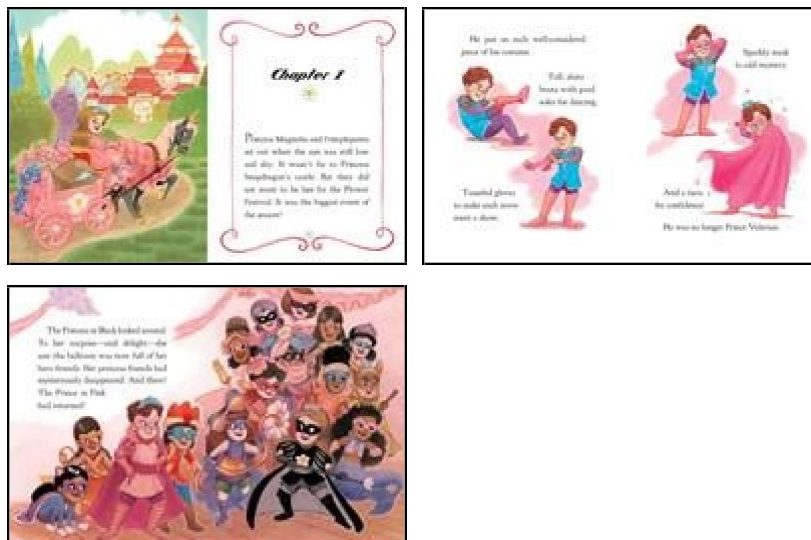 Chapter 1
Princess Magnolia and Frimplepants
set out when the sun was still low
and shy. It wasn't far to Princess
Snapdragon's castle. But they did
not want to be late for the Flower
Festival. It was the biggest event of
the season!
He put on each well-considered
piece of his costume.
Tall, shiny
boots with good
soles for dancing.
Tasseled gloves
to make each move
more a show.
Sparkly mask
to add mystery.
And a
for confidence.
He was no longer Prince Valerian.
The Princess in Black looked around.
To her surprise—and delight—she
saw the ballroom was now full of her
hero friends. Her princess friends had
mysteriously disappeared. And there!
The Prince in Pink
had returned!